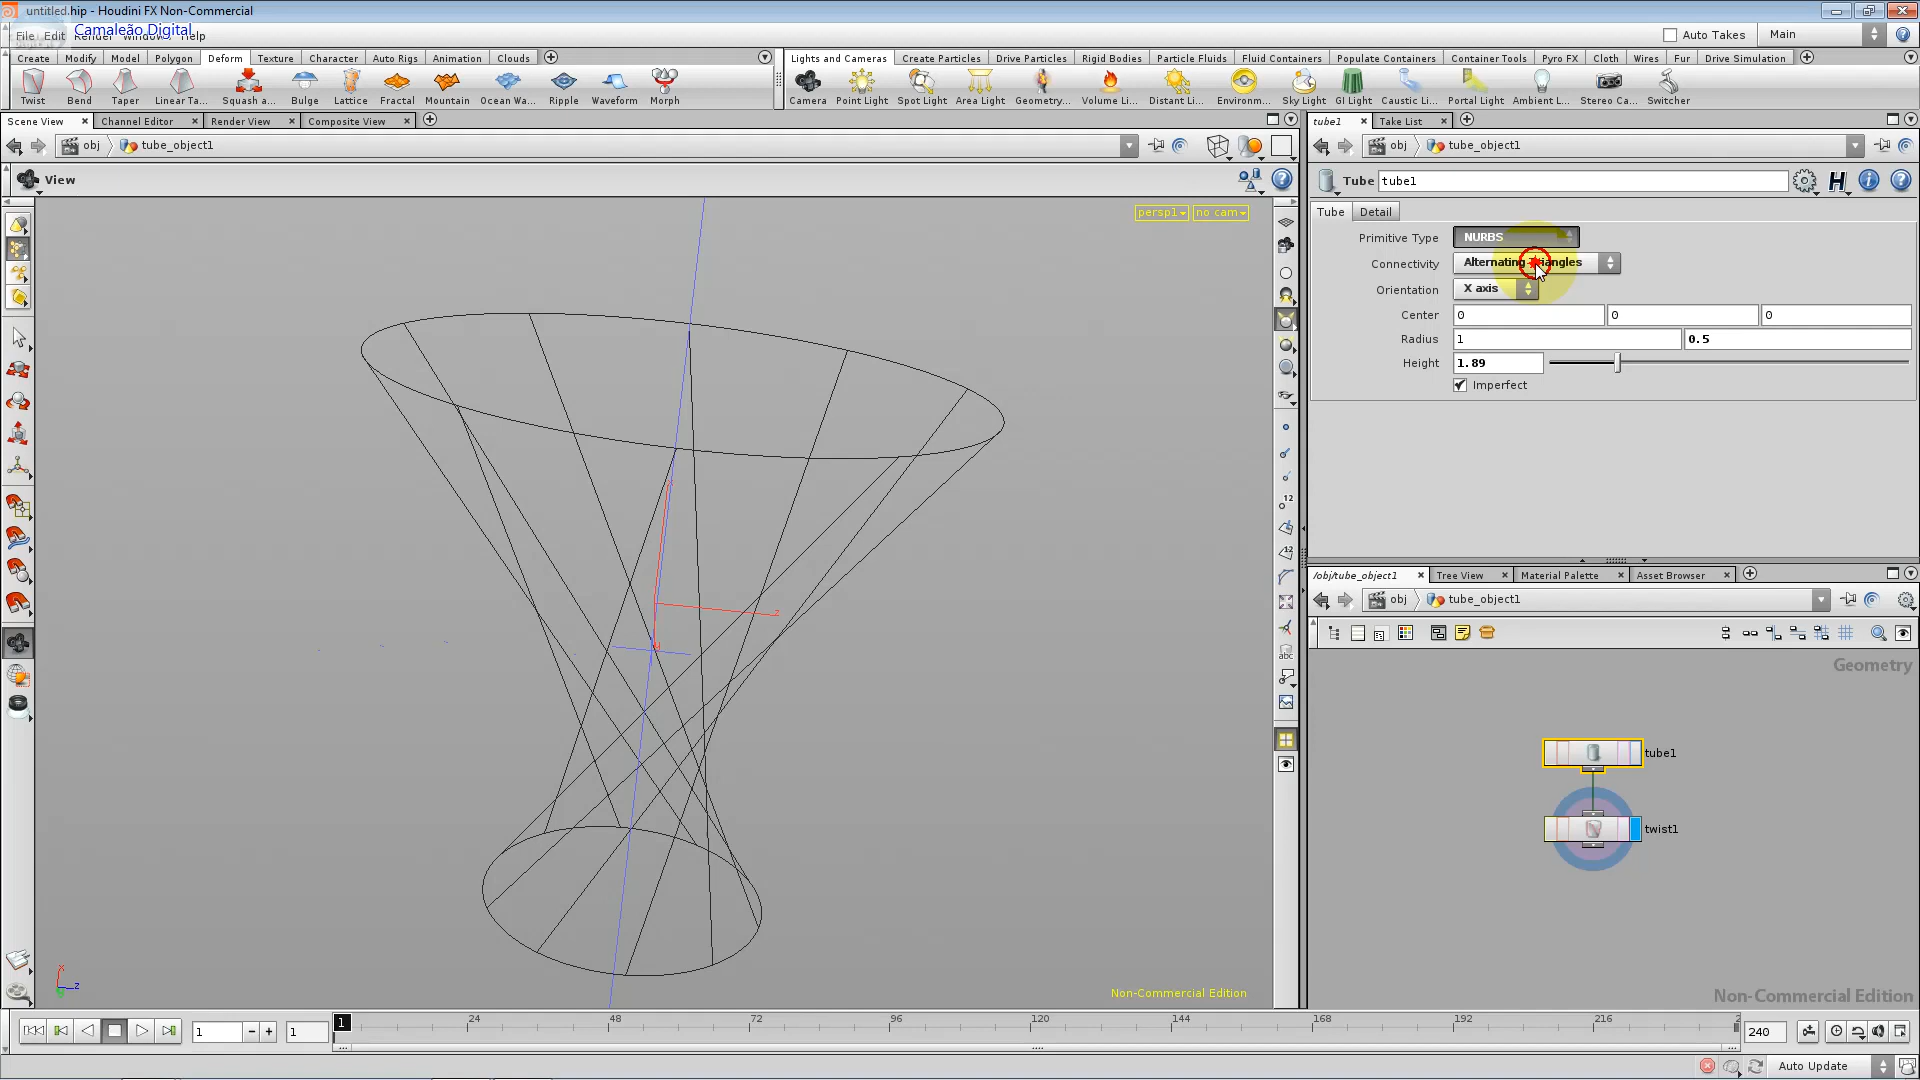 untitled.hip - Houdini FX Non-Commercial
File Edit Render Windows Help
Camaleão Digital
Auto Takes Main
Create Modify Model Polygon Deform Texture Character Auto Rigs Animation Clouds
Lights and Cameras Create Particles Drive Particles Rigid Bodies Particle Fluids Fluid Containers Populate Containers Container Tools Pyro FX Cloth Wires Fur Drive Simulation
Twist Bend Taper Linear Ta... Squash a... Bulge Lattice Fractal Mountain Ocean Wa... Ripple Waveform Morph
Camera Point Light Spot Light Area Light Geometry... Volume Li... Distant Li... Environm... Sky Light GI Light Caustic Li... Portal Light Ambient L... Stereo Ca... Switcher
Scene View Channel Editor Render View Composite View
tube1 Take List
obj tube_object1
obj tube_object1
View
Tube tube1
persp1 no cam
Tube Detail
Primitive Type NURBS
Connectivity Alternating Triangles
Orientation X axis
Center 0 0 0
Radius 1 0.5
Height 1.89
Imperfect
/obj/tube_object1 Tree View Material Palette Asset Browser
obj tube_object1
Geometry
tube1
twist1
z
x
z
Non-Commercial Edition
Non-Commercial Edition
1 1 1 24 48 72 96 120 144 168 192 216 2 240
Auto Update